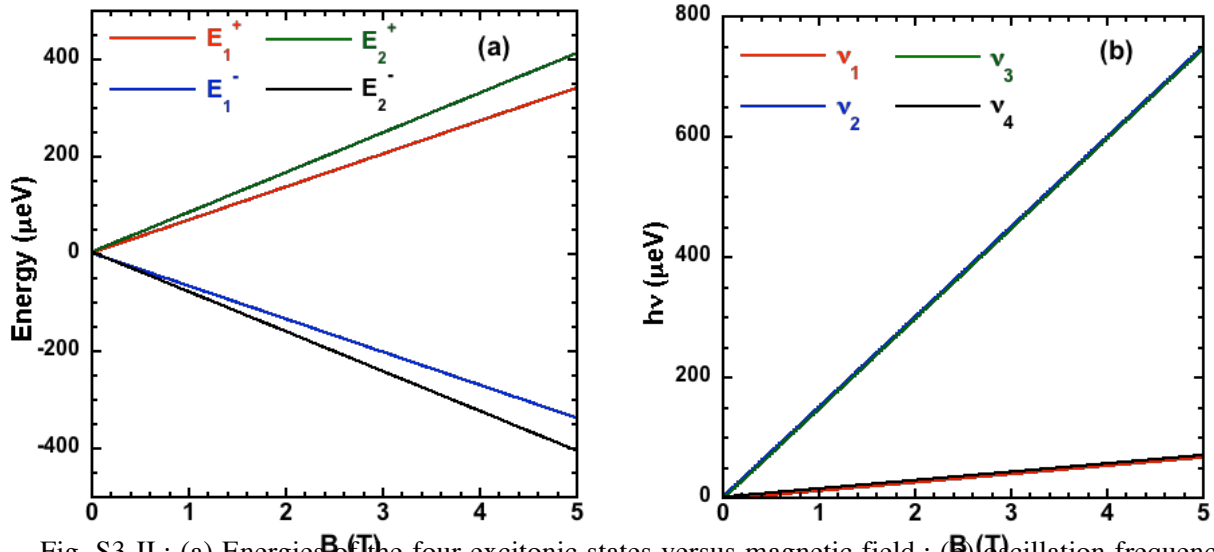 (a)
E1+ E2+
E1- E2-
Energy (μeV)
400
200
0
-200
-400
0 1 2 3 4 5
B (T)
(b)
ν1 ν3
ν2 ν4
hν (μeV)
800
600
400
200
0
0 1 2 3 4 5
B (T)
Fig. S3-II : (a) Energies of the four excitonic states versus magnetic field ; oscillation frequenc